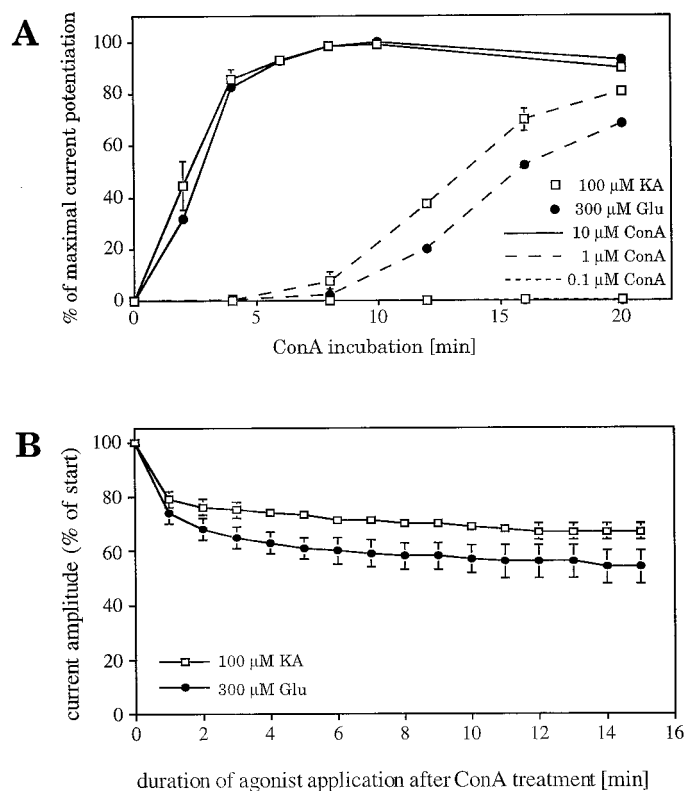 A
% of maximal current potentiation
100
80
60
40
20
0
0 5 10 15 20
ConA incubation [min]
100 µM KA
300 µM Glu
10 µM ConA
1 µM ConA
0.1 µM ConA
B
current amplitude (% of start)
100
80
60
40
20
0
0 2 4 6 8 10 12 14 16
100 µM KA
300 µM Glu
duration of agonist application after ConA treatment [min]